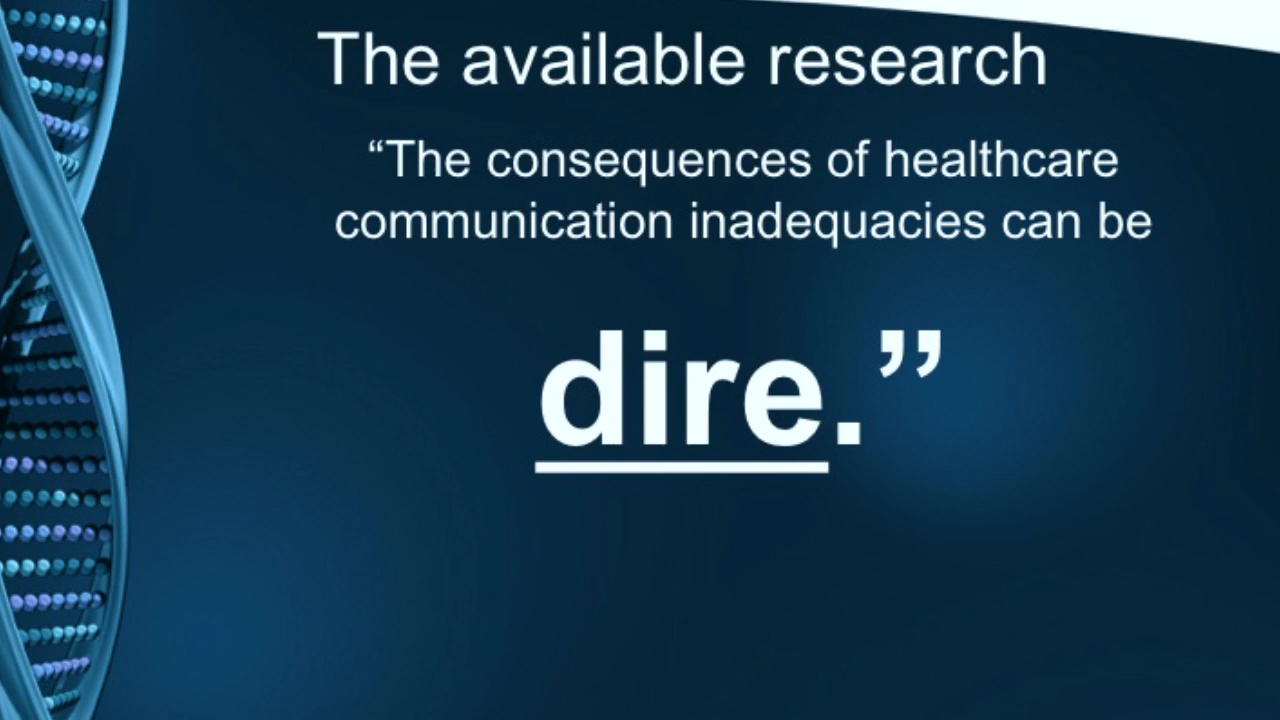 The available research
“The consequences of healthcare
communication inadequacies can be
dire.”